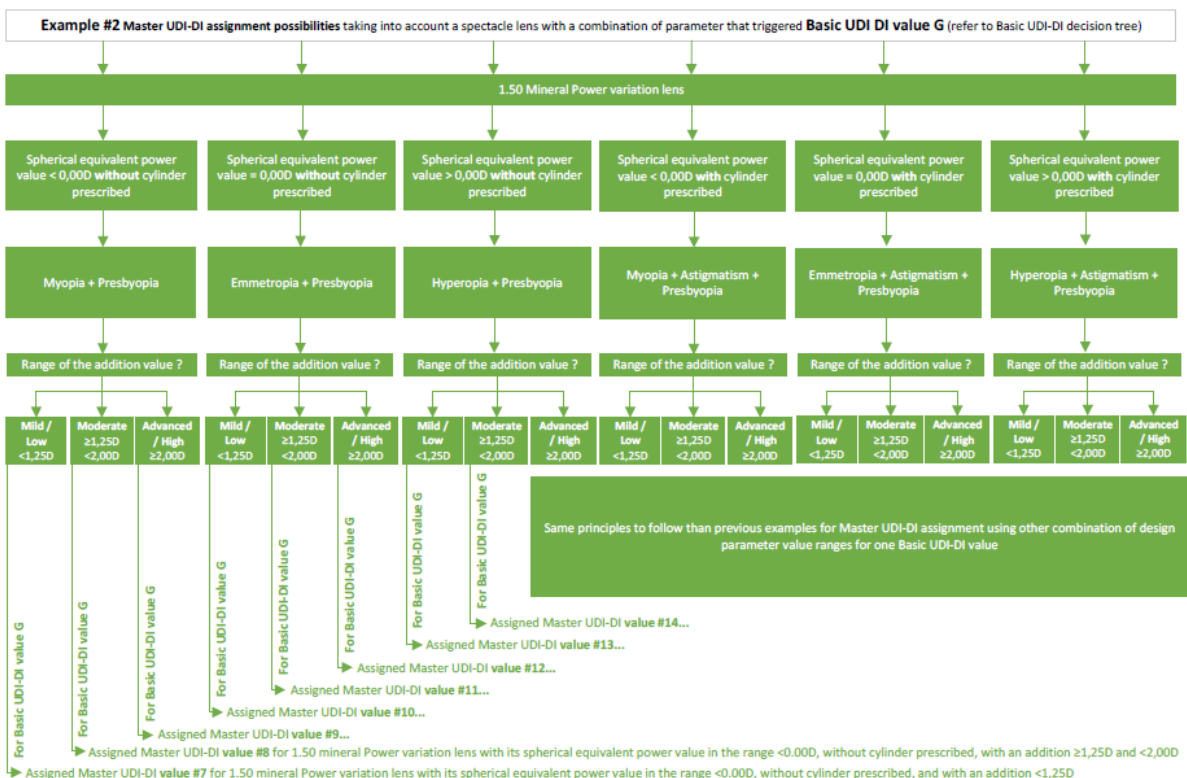 Example #2 Master UDI-DI assignment possibilities taking into account a spectacle lens with a combination of parameter that triggered Basic UDI DI value G (refer to Basic UDI-DI decision tree)
1.50 Mineral Power variation lens
Spherical equivalent power
value < 0,00D without cylinder
prescribed
Spherical equivalent power
value = 0,00D without cylinder
prescribed
Spherical equivalent power
value > 0,00D without cylinder
prescribed
Spherical equivalent power
value < 0,00D with cylinder
prescribed
Spherical equivalent power
value = 0,00D with cylinder
prescribed
Spherical equivalent power
value > 0,00D with cylinder
prescribed
Myopia + Presbyopia
Emmetropia + Presbyopia
Hyperopia + Presbyopia
Myopia + Astigmatism +
Presbyopia
Emmetropia + Astigmatism +
Presbyopia
Hyperopia + Astigmatism +
Presbyopia
Range of the addition value ?
Range of the addition value ?
Range of the addition value ?
Range of the addition value ?
Range of the addition value ?
Range of the addition value ?
Mild /
Low
<1,25D
Moderate
≥1,25D
<2,00D
Advanced
/ High
≥2,00D
Mild /
Low
<1,25D
Moderate
≥1,25D
<2,00D
Advanced
/ High
≥2,00D
Mild /
Low
<1,25D
Moderate
≥1,25D
<2,00D
Advanced
/ High
≥2,00D
Mild /
Low
<1,25D
Moderate
≥1,25D
<2,00D
Advanced
/ High
≥2,00D
Mild /
Low
<1,25D
Moderate
≥1,25D
<2,00D
Advanced
/ High
≥2,00D
Mild /
Low
<1,25D
Moderate
≥1,25D
<2,00D
Advanced
/ High
≥2,00D
For Basic UDI-DI value G
For Basic UDI-DI value G
For Basic UDI-DI value G
For Basic UDI-DI value G
For Basic UDI-DI value G
For Basic UDI-DI value G
For Basic UDI-DI value G
For Basic UDI-DI value G
Same principles to follow than previous examples for Master UDI-DI assignment using other combination of design
parameter value ranges for one Basic UDI-DI value
Assigned Master UDI-DI value #14...
Assigned Master UDI-DI value #13...
Assigned Master UDI-DI value #12...
Assigned Master UDI-DI value #11...
Assigned Master UDI-DI value #10...
Assigned Master UDI-DI value #9...
Assigned Master UDI-DI value #8 for 1.50 mineral Power variation lens with its spherical equivalent power value in the range <0.00D, without cylinder prescribed, with an addition ≥1,25D and <2,00D
Assigned Master UDI-DI value #7 for 1.50 mineral Power variation lens with its spherical equivalent power value in the range <0.00D, without cylinder prescribed, and with an addition <1,25D